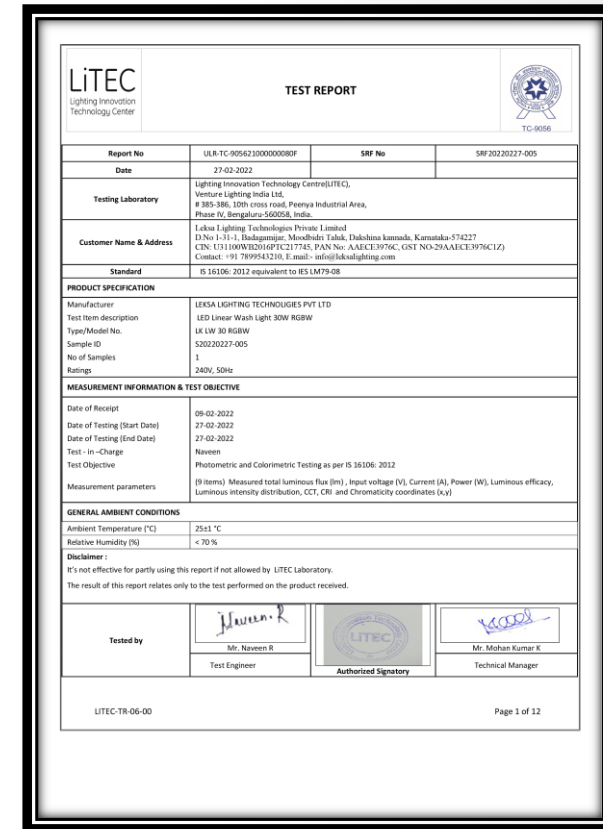 LiTEC
Lighting Innovation
Technology Center
TEST REPORT
TC-9056
Report No ULR-TC-905621000000080F SRF No SRF20220227-005
Date 27-02-2022
Testing Laboratory
Lighting Innovation Technology Centre(LITEC),
Venture Lighting India Ltd,
# 385-386, 10th cross road, Peenya Industrial Area,
Phase IV, Bengaluru-560058, India.
Customer Name & Address
Leksa Lighting Technologies Private Limited
D.No 1-31-1, Badagamijar, Moodbidri Taluk, Dakshina kannada, Karnataka-574227
CIN: U31100WB2016PTC217745, PAN No: AAECE3976C, GST NO-29AAECE3976C1Z)
Contact: +91 7899543210, E.mail:- info@leksalighting.com
Standard IS 16106: 2012 equivalent to IES LM79-08
PRODUCT SPECIFICATION
Manufacturer LEKSA LIGHTING TECHNOLIGIES PVT LTD
Test Item description LED Linear Wash Light 30W RGBW
Type/Model No. LK LW 30 RGBW
Sample ID S20220227-005
No of Samples 1
Ratings 240V, 50Hz
MEASUREMENT INFORMATION & TEST OBJECTIVE
Date of Receipt 09-02-2022
Date of Testing (Start Date) 27-02-2022
Date of Testing (End Date) 27-02-2022
Test - in –Charge Naveen
Test Objective Photometric and Colorimetric Testing as per IS 16106: 2012
Measurement parameters
(9 items) Measured total luminous flux (lm) , Input voltage (V), Current (A), Power (W), Luminous efficacy,
Luminous intensity distribution, CCT, CRI and Chromaticity coordinates (x,y)
GENERAL AMBIENT CONDITIONS
Ambient Temperature (°C) 25±1 °C
Relative Humidity (%) < 70 %
Disclaimer :
It's not effective for partly using this report if not allowed by LiTEC Laboratory.
The result of this report relates only to the test performed on the product received.
Tested by
Naveen. R
LITEC
Mr. Naveen R
Mr. Mohan Kumar K
Test Engineer
Authorized Signatory
Technical Manager
LITEC-TR-06-00
Page 1 of 12